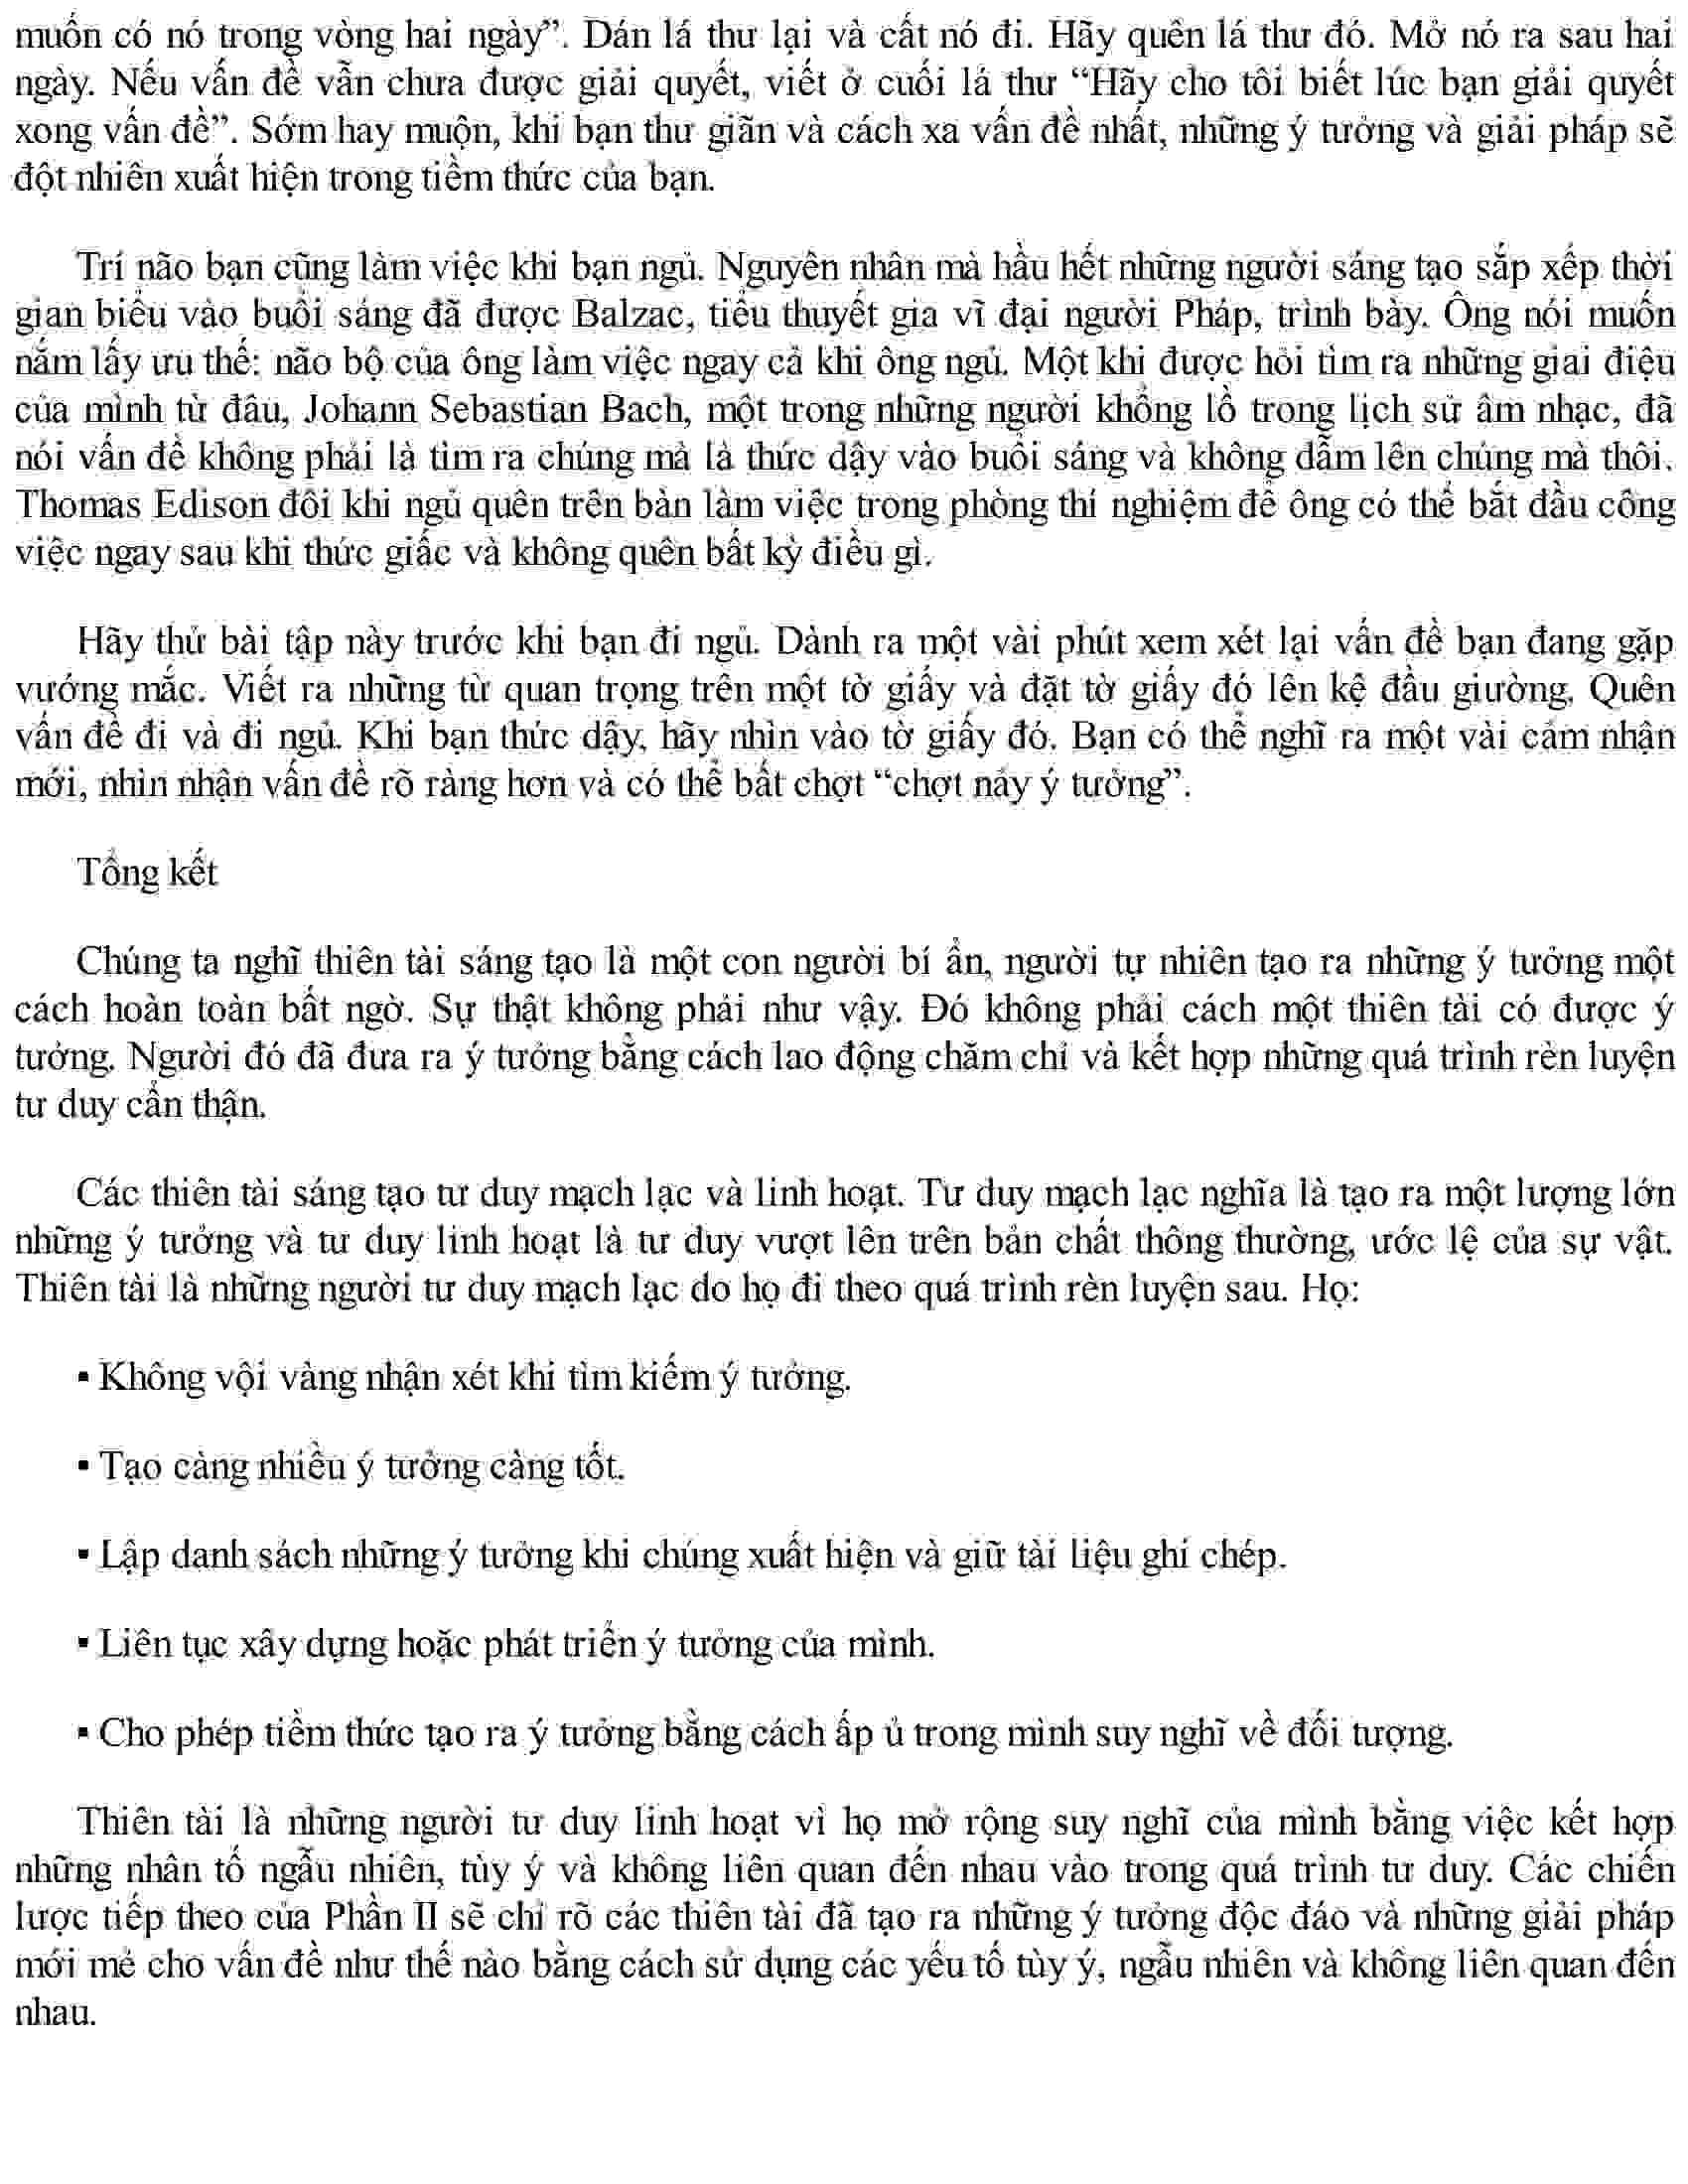 muốn có nó trong vòng hai ngày”. Dán lá thư lại và cất nó đi. Hãy quên lá thư đó. Mở nó ra sau hai
ngày. Nếu vấn đề vẫn chưa được giải quyết, viết ở cuối lá thư “Hãy cho tôi biết lúc bạn giải quyết
xong vấn đề”. Sớm hay muộn, khi bạn thư giãn và cách xa vấn đề nhất, những ý tưởng và giải pháp sẽ
đột nhiên xuất hiện trong tiềm thức của bạn.
Trí não bạn cũng làm việc khi bạn ngủ. Nguyên nhân mà hầu hết những người sáng tạo sắp xếp thời
gian biểu vào buổi sáng đã được Balzac, tiểu thuyết gia vĩ đại người Pháp, trình bày. Ông nói muốn
nắm lấy ưu thế: não bộ của ông làm việc ngay cả khi ông ngủ. Một khi được hỏi tìm ra những giai điệu
của mình từ đâu, Johann Sebastian Bach, một trong những người khổng lồ trong lịch sử âm nhạc, đã
nói vấn đề không phải là tìm ra chúng mà là thức dậy vào buổi sáng và không dẫm lên chúng mà thôi.
Thomas Edison đôi khi ngủ quên trên bàn làm việc trong phòng thí nghiệm để ông có thể bắt đầu công
việc ngay sau khi thức giấc và không quên bất kỳ điều gì.
Hãy thử bài tập này trước khi bạn đi ngủ. Dành ra một vài phút xem xét lại vấn đề bạn đang gặp
vướng mắc. Viết ra những từ quan trọng trên một tờ giấy và đặt tờ giấy đó lên kệ đầu giường. Quên
vấn đề đi và đi ngủ. Khi bạn thức dậy, hãy nhìn vào tờ giấy đó. Bạn có thể nghĩ ra một vài cảm nhận
mới, nhìn nhận vấn đề rõ ràng hơn và có thể bất chợt “chợt nảy ý tưởng”.
Tổng kết
Chúng ta nghĩ thiên tài sáng tạo là một con người bí ẩn, người tự nhiên tạo ra những ý tưởng một
cách hoàn toàn bất ngờ. Sự thật không phải như vậy. Đó không phải cách một thiên tài có được ý
tưởng. Người đó đã đưa ra ý tưởng bằng cách lao động chăm chỉ và kết hợp những quá trình rèn luyện
tư duy cẩn thận.
Các thiên tài sáng tạo tư duy mạch lạc và linh hoạt. Tư duy mạch lạc nghĩa là tạo ra một lượng lớn
những ý tưởng và tư duy linh hoạt là tư duy vượt lên trên bản chất thông thường, ước lệ của sự vật.
Thiên tài là những người tư duy mạch lạc do họ đi theo quá trình rèn luyện sau. Họ:
▪ Không vội vàng nhận xét khi tìm kiếm ý tưởng.
▪ Tạo càng nhiều ý tưởng càng tốt.
▪ Lập danh sách những ý tưởng khi chúng xuất hiện và giữ tài liệu ghi chép.
▪ Liên tục xây dựng hoặc phát triển ý tưởng của mình.
▪ Cho phép tiềm thức tạo ra ý tưởng bằng cách ấp ủ trong mình suy nghĩ về đối tượng.
Thiên tài là những người tư duy linh hoạt vì họ mở rộng suy nghĩ của mình bằng việc kết hợp
những nhân tố ngẫu nhiên, tùy ý và không liên quan đến nhau vào trong quá trình tư duy. Các chiến
lược tiếp theo của Phần II sẽ chỉ rõ các thiên tài đã tạo ra những ý tưởng độc đáo và những giải pháp
mới mẻ cho vấn đề như thế nào bằng cách sử dụng các yếu tố tùy ý, ngẫu nhiên và không liên quan đến
nhau.